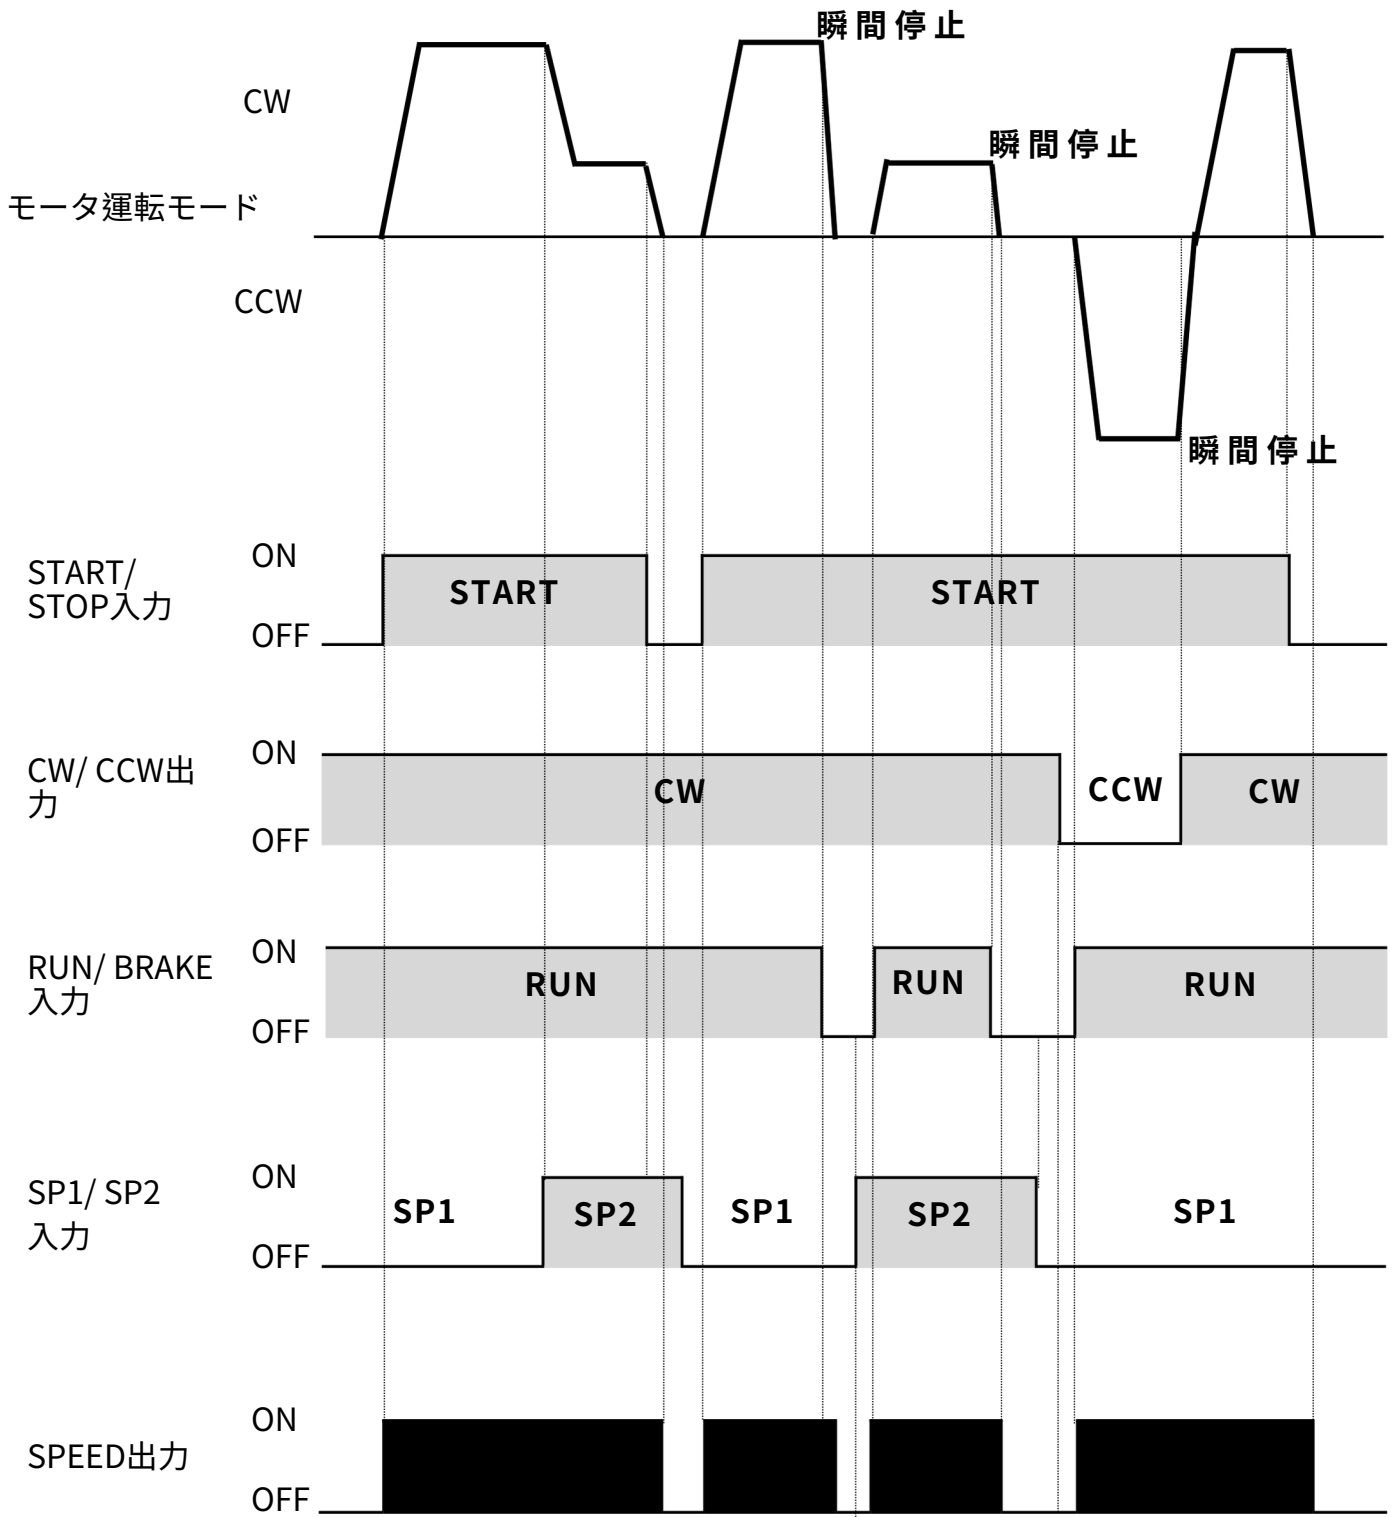 瞬間停止
CW
瞬間停止
モータ運転モード
CCW
瞬間停止
START/
STOP入力
ON
START
START
OFF
CW/ CCW出
力
ON
CW
CCW
CW
OFF
RUN/ BRAKE
入力
ON
RUN
RUN
RUN
OFF
SP1/ SP2
入力
ON
SP1
SP2
SP1
SP2
SP1
OFF
SPEED出力
ON
OFF